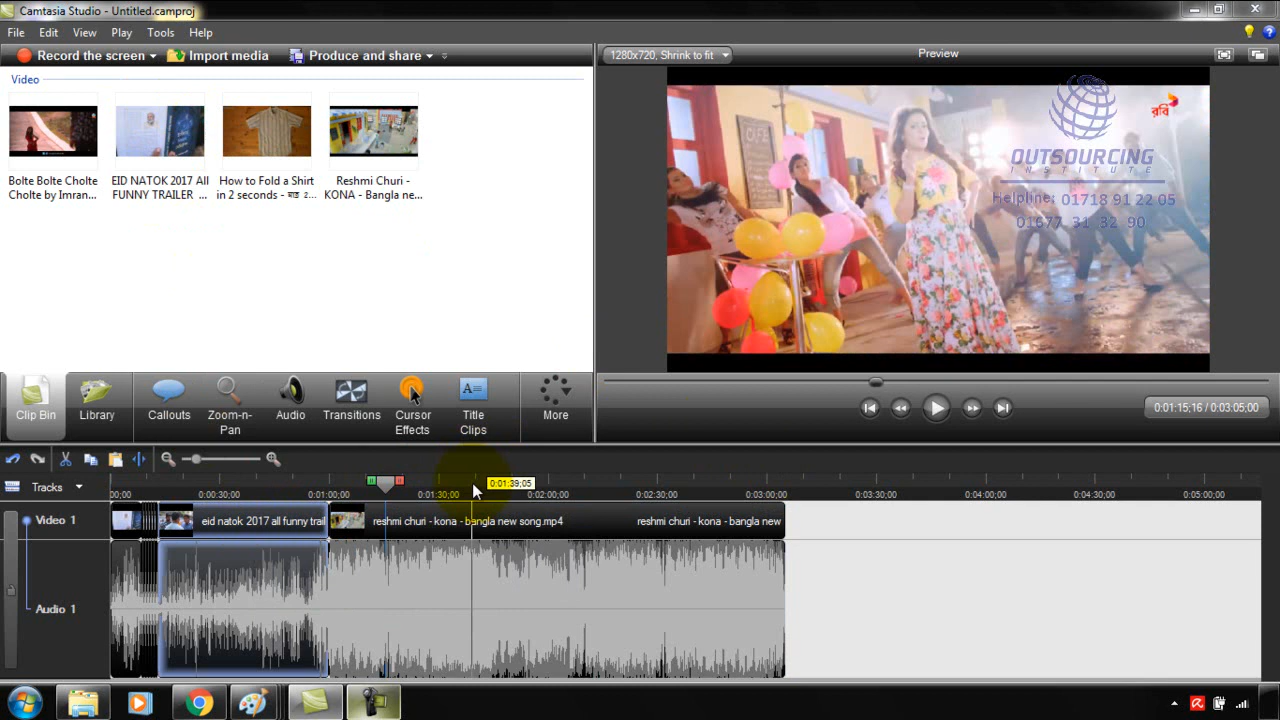 Camtasia Studio - Untitled.camproj
File Edit View Play Tools Help
Record the screen Import media Produce and share
1280x720, Shrink to fit
Preview
Video
Bolte Bolte Cholte
Cholte by Imran...
EID NATOK 2017 All
FUNNY TRAILER ...
How to Fold a Shirt
in 2 seconds - মাত্র ২...
Reshmi Churi -
KONA - Bangla ne...
রবি
OUTSOURCING
INSTITUTE
Helpline: 01718 91 22 05
01677 31 32 90
Clip Bin
Library
Callouts
Zoom-n-
Pan
Audio
Transitions
Cursor
Effects
Title
Clips
More
0:01:15;16 / 0:03:05;00
0:01:39;05
Tracks
00;00 0:00:30;00 0:01:00;00 0:01:30;00 0:02:00;00 0:02:30;00 0:03:00;00 0:03:30;00 0:04:00;00 0:04:30;00 0:05:00;00
Video 1
eid natok 2017 all funny trail
reshmi churi - kona - bangla new song.mp4
reshmi churi - kona - bangla new
Audio 1